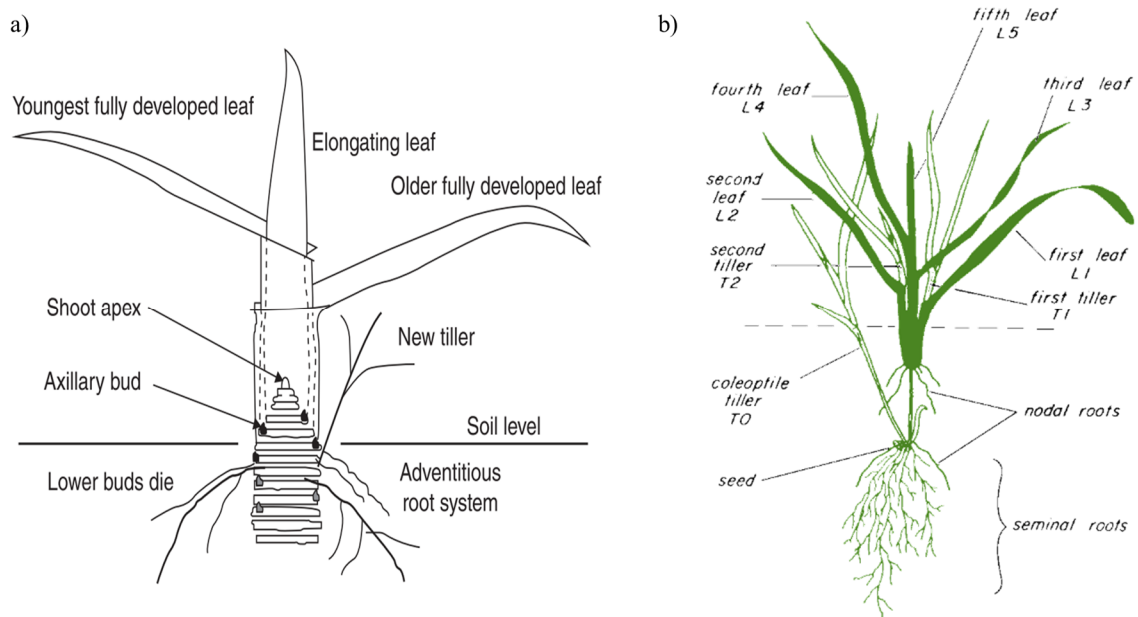 a)
Youngest fully developed leaf
Elongating leaf
Older fully developed leaf
Shoot apex
New tiller
Axillary bud
Soil level
Lower buds die
Adventitious
root system
b)
fifth leaf
L5
fourth leaf
L4
third leaf
L3
second
leaf
L2
second
tiller
T2
first leaf
L1
first tiller
T1
coleoptile
tiller
TO
nodal roots
seed
seminal roots